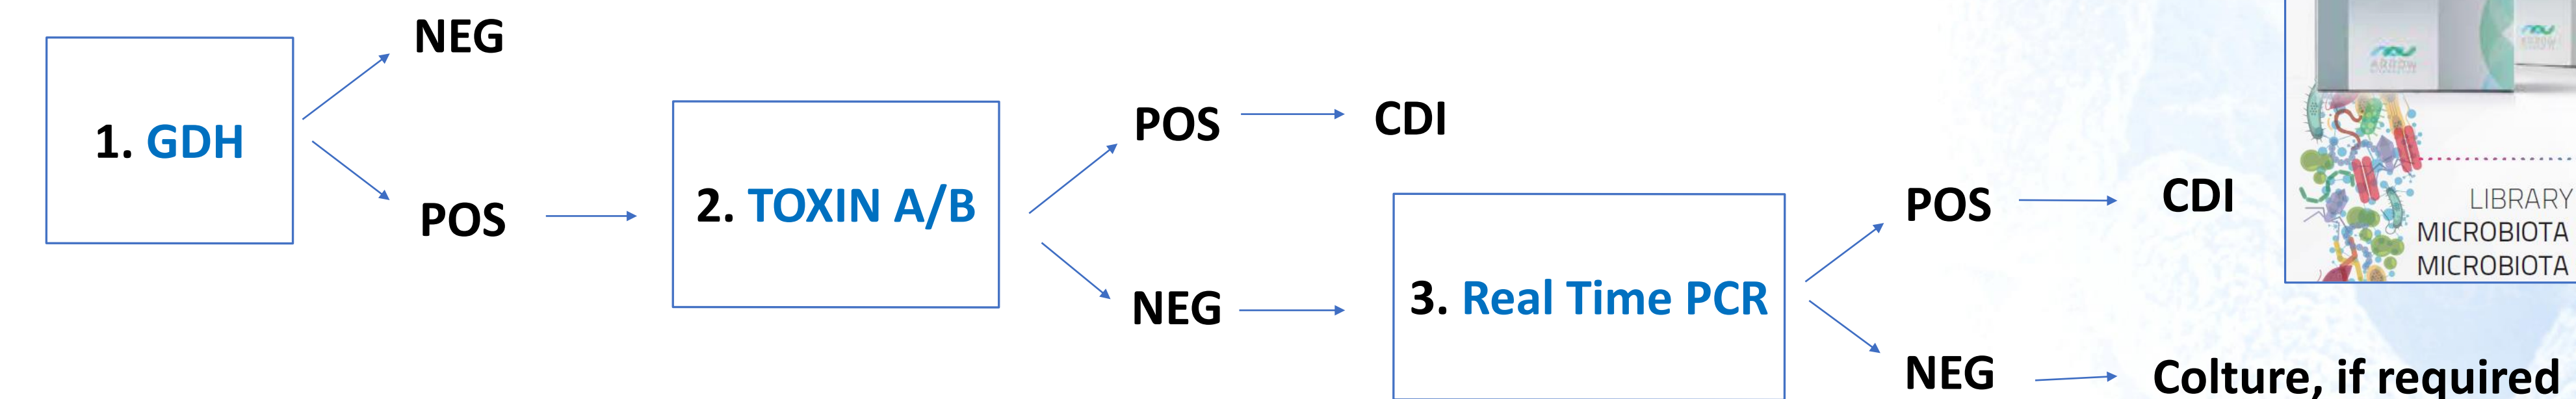 1. GDH
NEG
POS
2. TOXIN A/B
POS
CDI
NEG
3. Real Time PCR
POS
CDI
NEG
Colture, if required
ARROW
LIBRARY
MICROBIOTA
MICROBIOTA